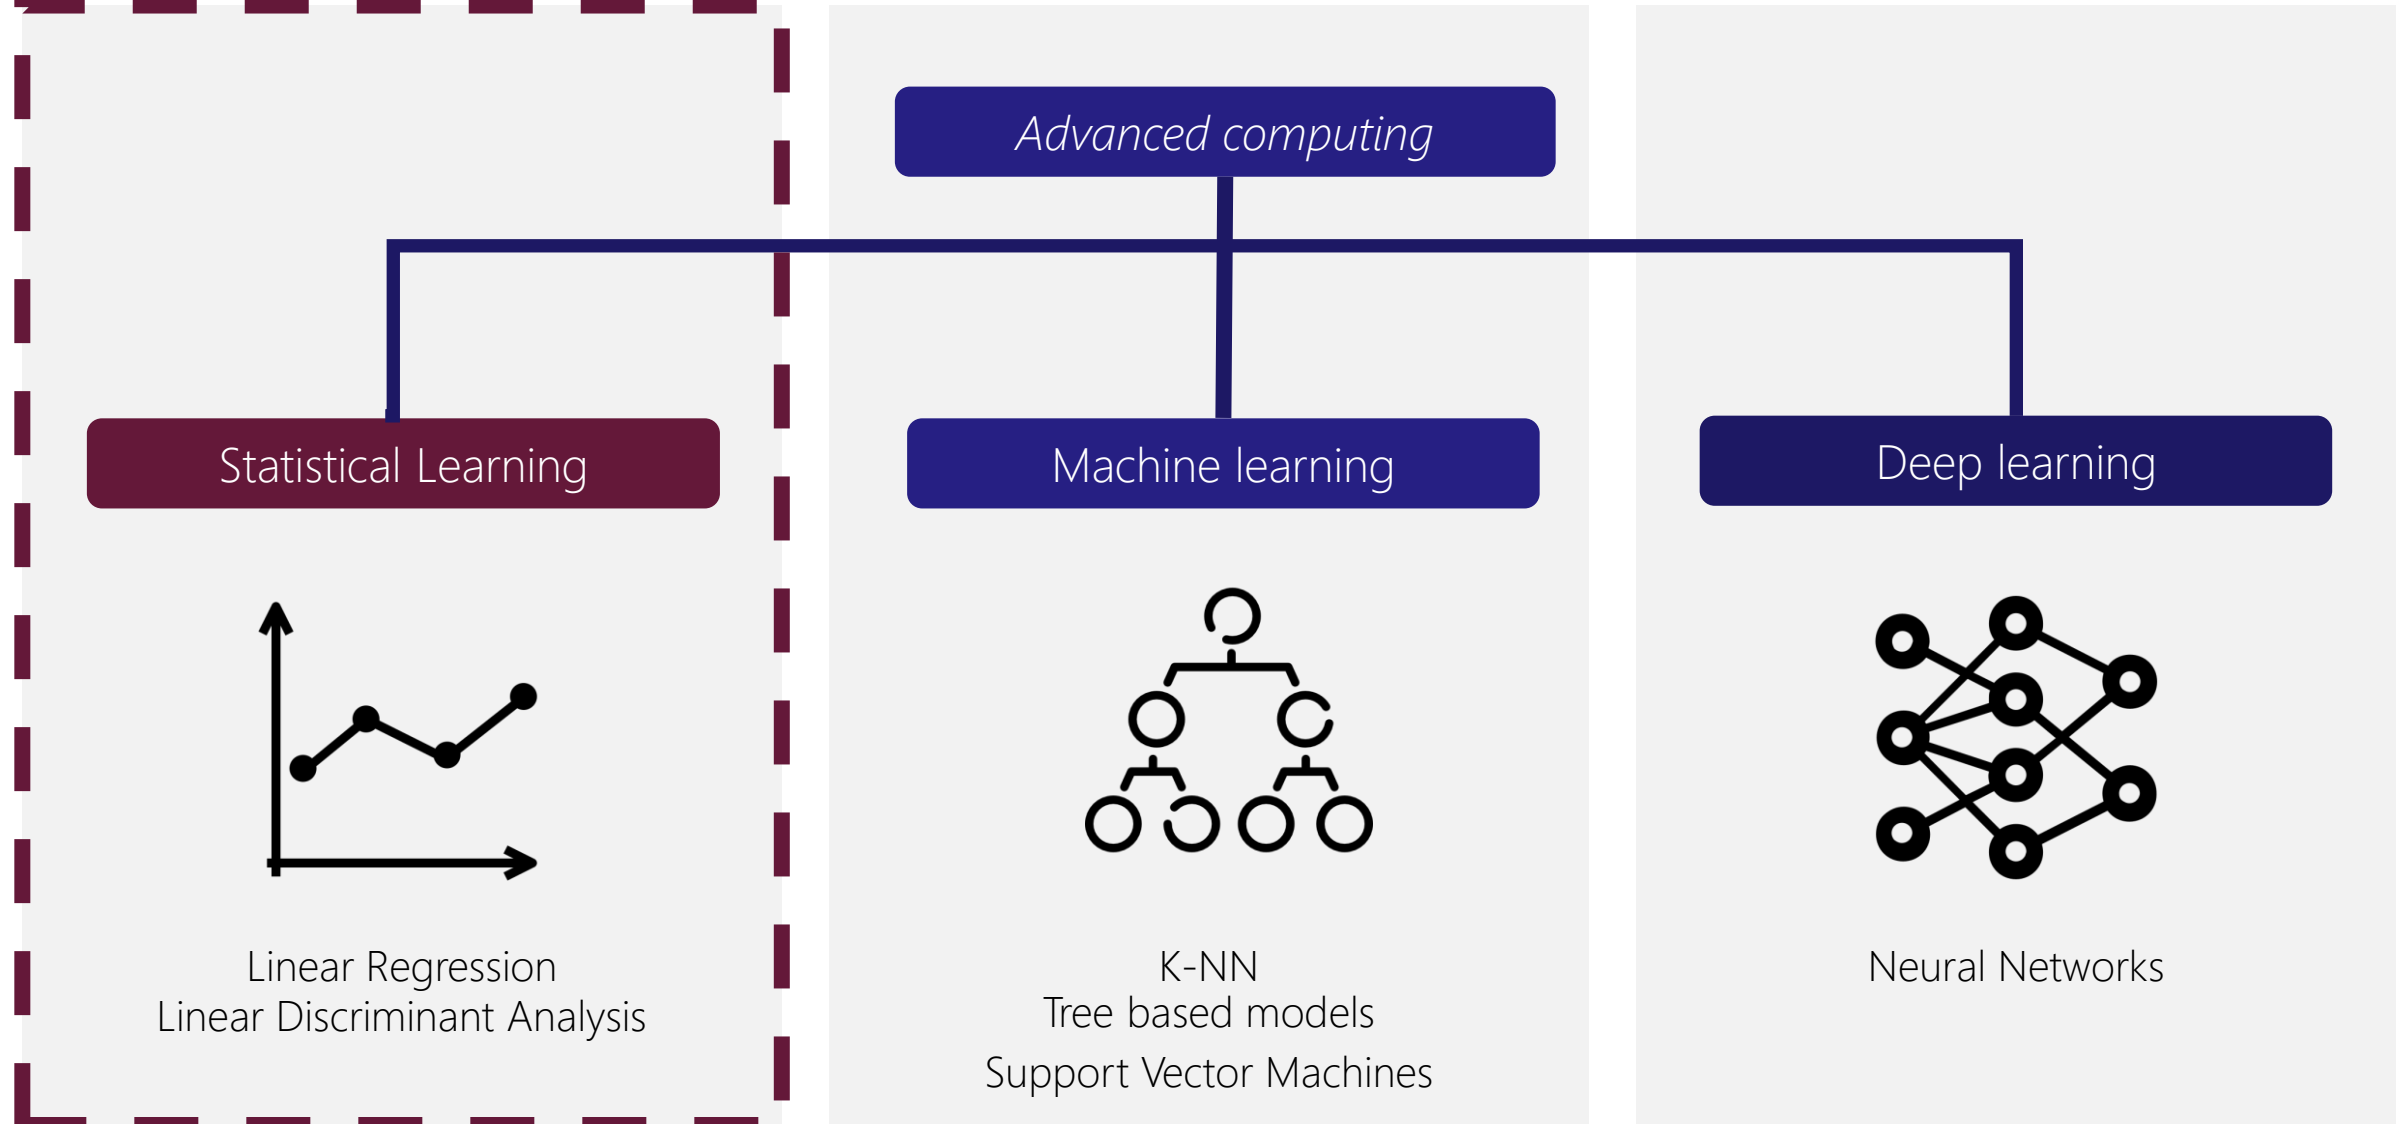 Advanced computing
Statistical Learning
Machine learning
Deep learning
Linear Regression
Linear Discriminant Analysis
K-NN
Tree based models
Support Vector Machines
Neural Networks